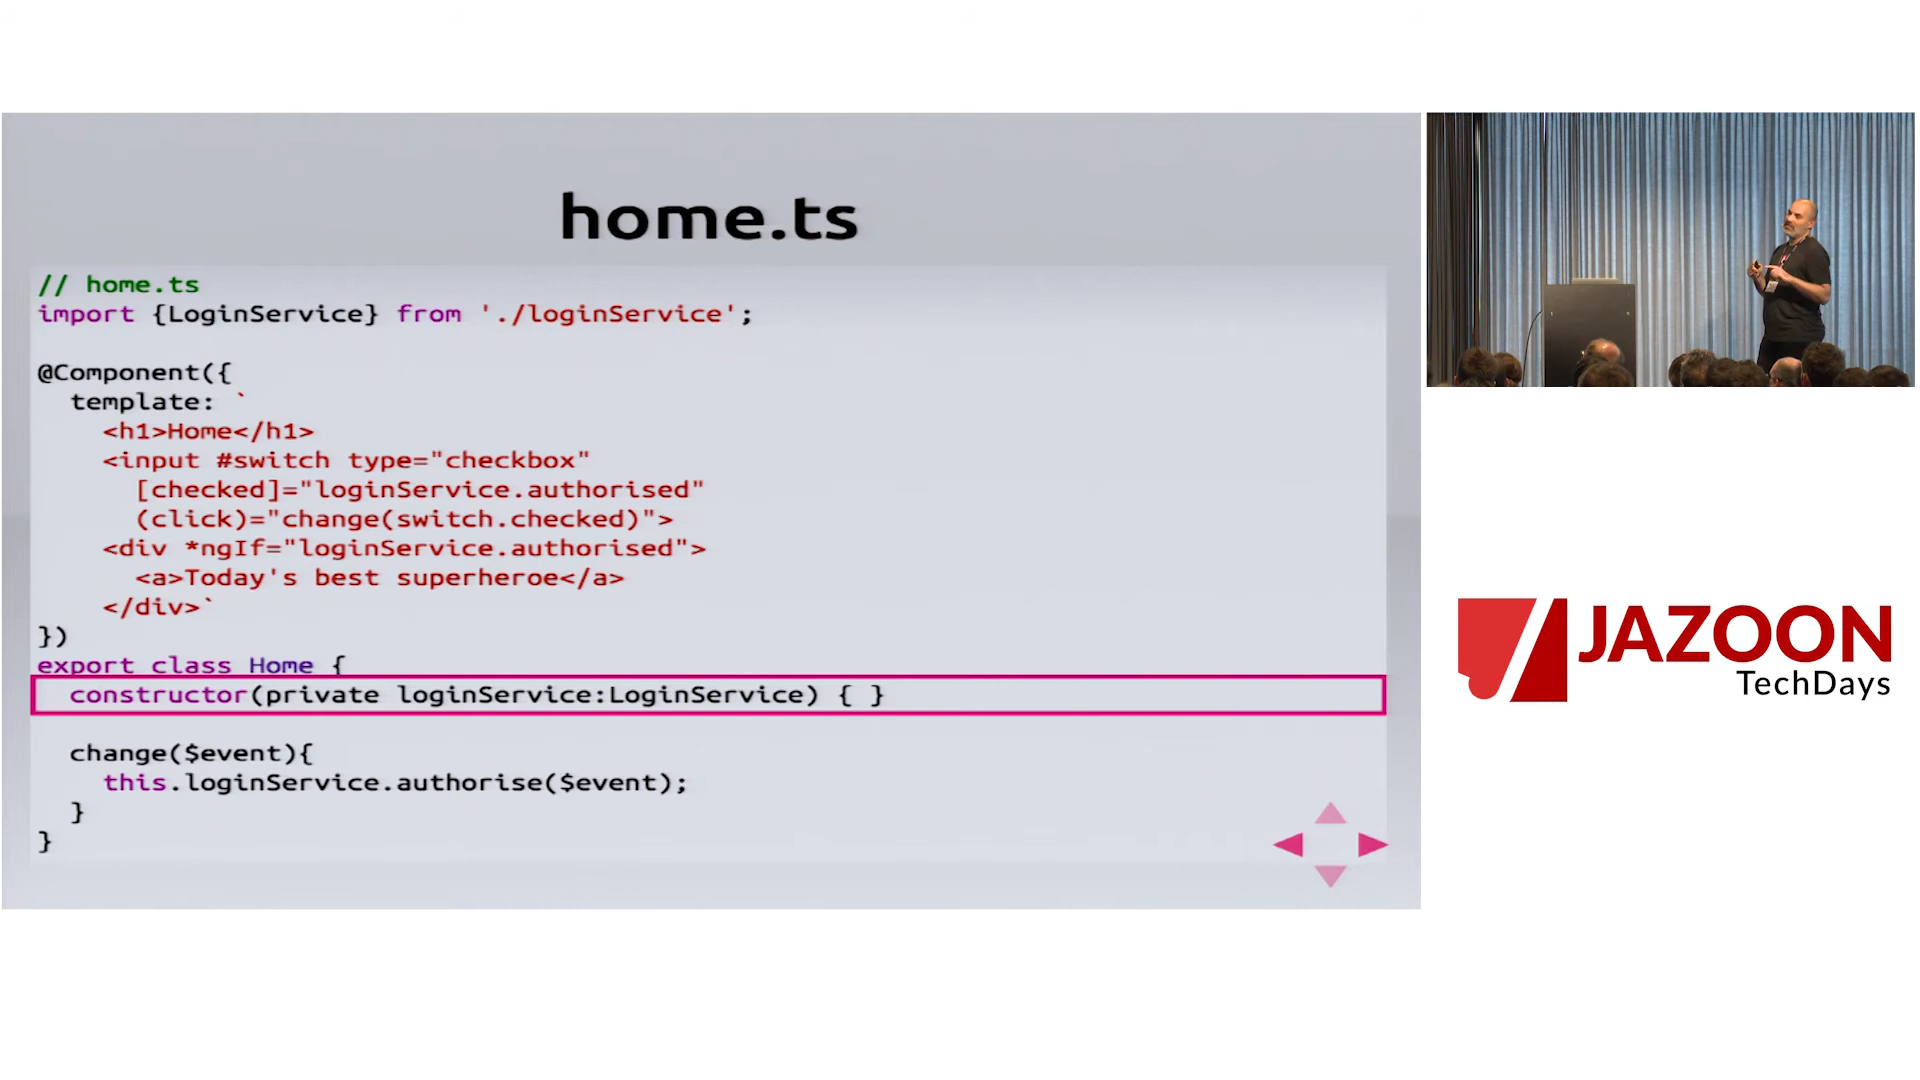 home.ts
// home.ts
import {LoginService} from './loginService';
@Component({
template: `
<h1>Home</h1>
<input #switch type="checkbox"
[checked]="loginService.authorised"
(click)="change(switch.checked)">
<div *ngIf="loginService.authorised">
<a>Today's best superheroe</a>
</div>`
})
export class Home {
constructor(private loginService:LoginService) { }
change($event){
this.loginService.authorise($event);
}
}
JAZOON
TechDays